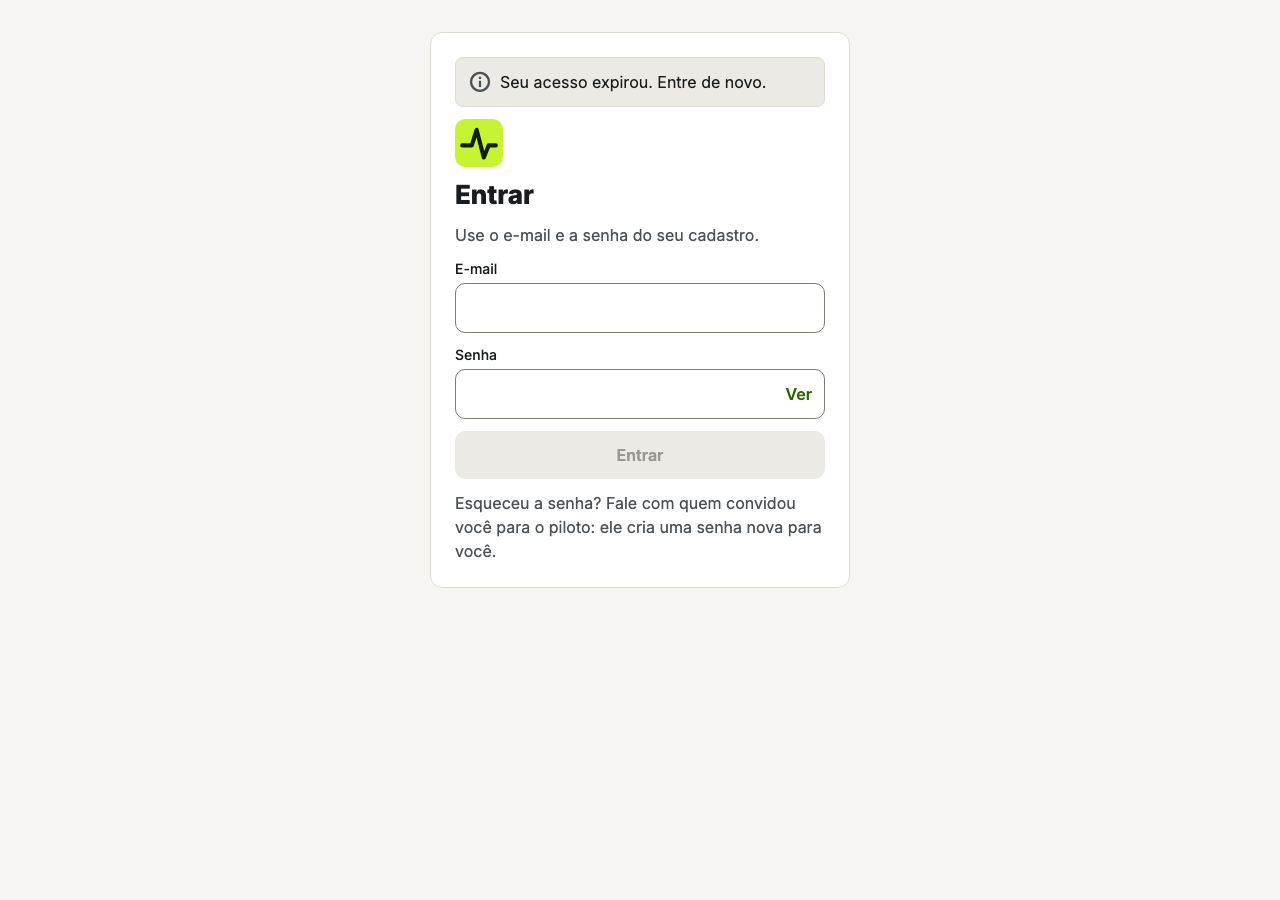 Seu acesso expirou. Entre de novo.
Entrar
Use o e-mail e a senha do seu cadastro.
E-mail
Senha
Ver
Entrar
Esqueceu a senha? Fale com quem convidou
você para o piloto: ele cria uma senha nova para
você.